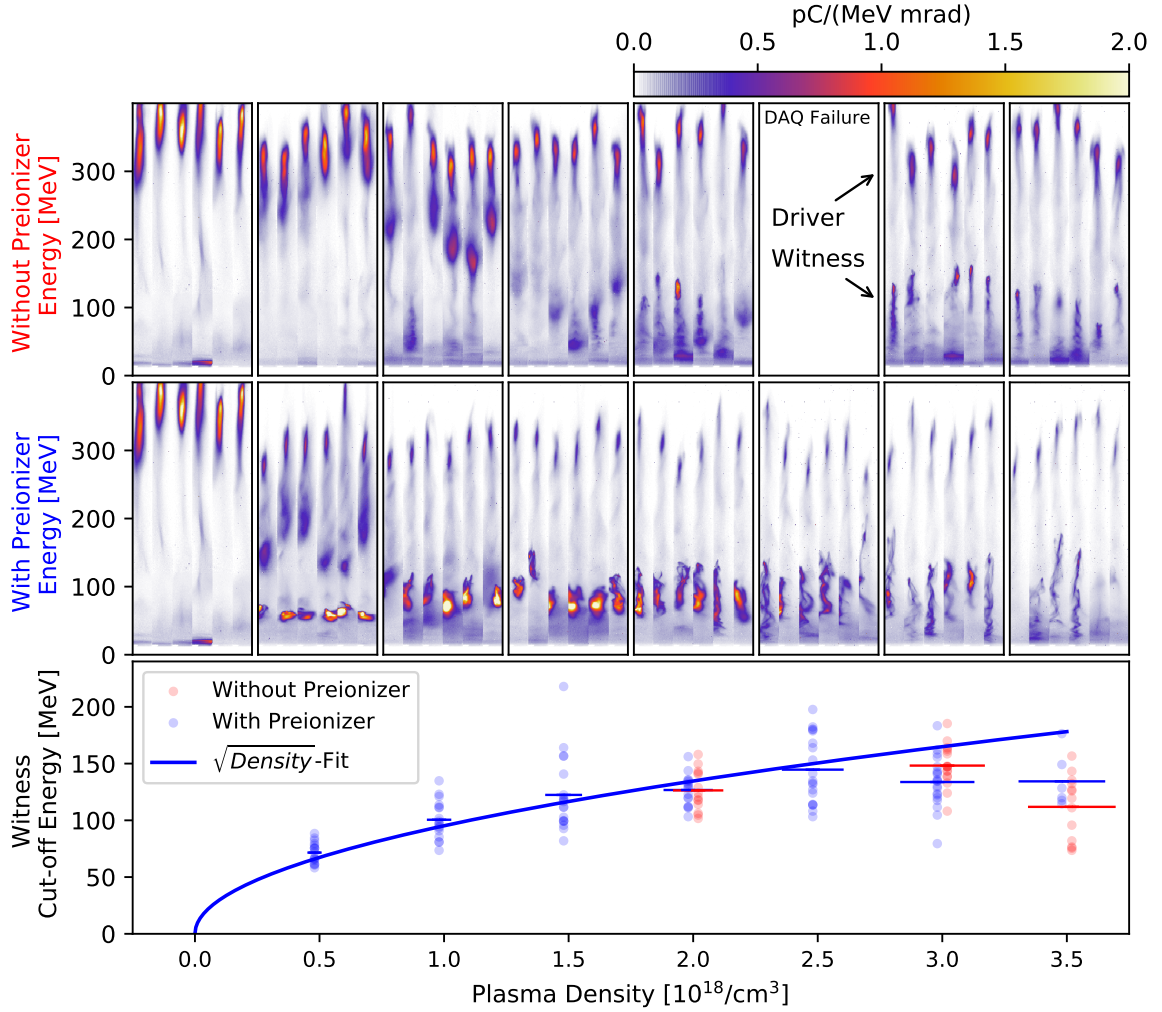 pC/(MeV mrad)
0.0 0.5 1.0 1.5 2.0
Without Preionizer
Energy [MeV]
300
200
100
0
DAQ Failure
Driver
Witness
With Preionizer
Energy [MeV]
300
200
100
0
Witness
Cut-off Energy [MeV]
200
150
100
50
0
Without Preionizer
With Preionizer
√Density-Fit
0.0 0.5 1.0 1.5 2.0 2.5 3.0 3.5
Plasma Density [10¹⁸/cm³]